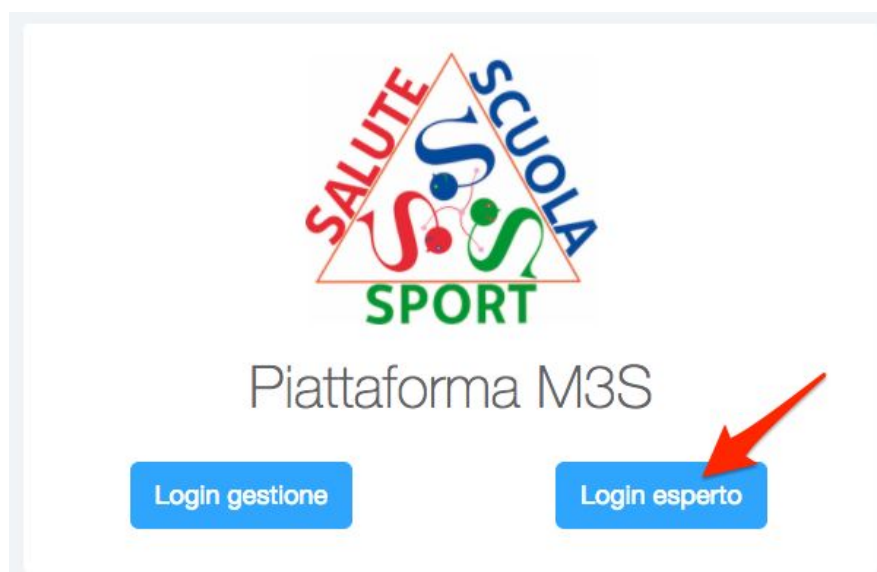 SALUTE
SCUOLA
SPORT
Piattaforma M3S
Login gestione
Login esperto